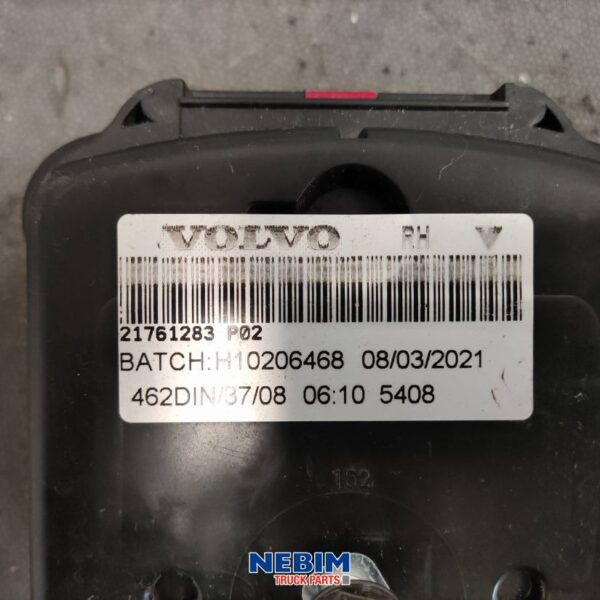 VOLVO RH V
21761283 P02
BATCH:H10206468 08/03/2021
462DIN/37/08 06:10 5408
152
NEBIM
TRUCK PARTS